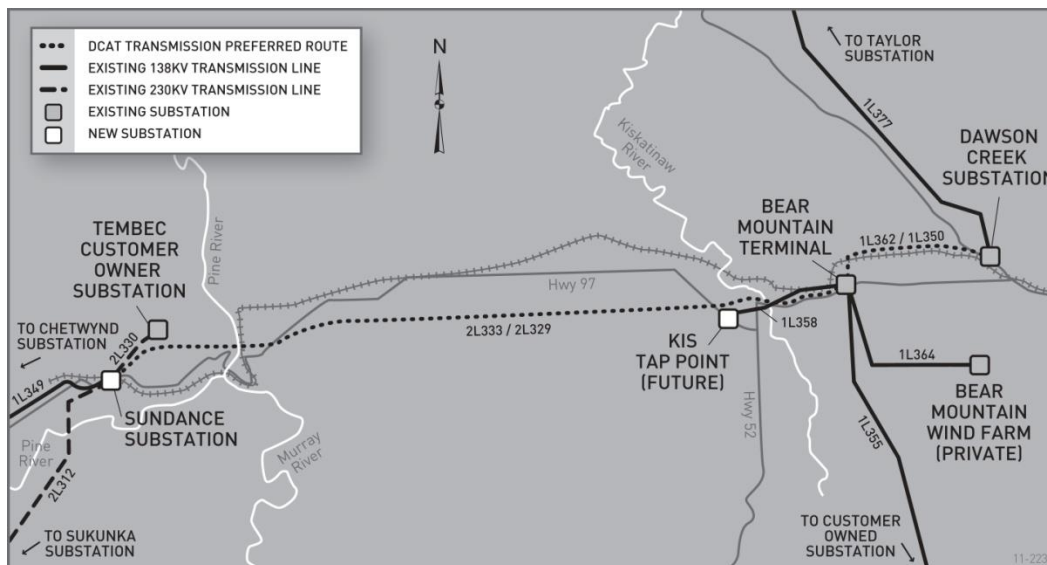 DCAT TRANSMISSION PREFERRED ROUTE
EXISTING 138KV TRANSMISSION LINE
EXISTING 230KV TRANSMISSION LINE
EXISTING SUBSTATION
NEW SUBSTATION
N
TO TAYLOR
SUBSTATION
1L377
Kiskatinaw
River
DAWSON
CREEK
SUBSTATION
BEAR
MOUNTAIN
TERMINAL
1L362 / 1L350
TEMBEC
CUSTOMER
OWNER
SUBSTATION
Pine River
Hwy 97
TO CHETWYND
SUBSTATION
2L330
2L333 / 2L329
1L358
KIS
TAP POINT
(FUTURE)
1L364
1L349
BEAR
MOUNTAIN
WIND FARM
(PRIVATE)
SUNDANCE
SUBSTATION
Hwy 52
1L355
Pine
River
Murray
River
2L312
TO SUKUNKA
SUBSTATION
TO CUSTOMER
OWNED
SUBSTATION
11-223